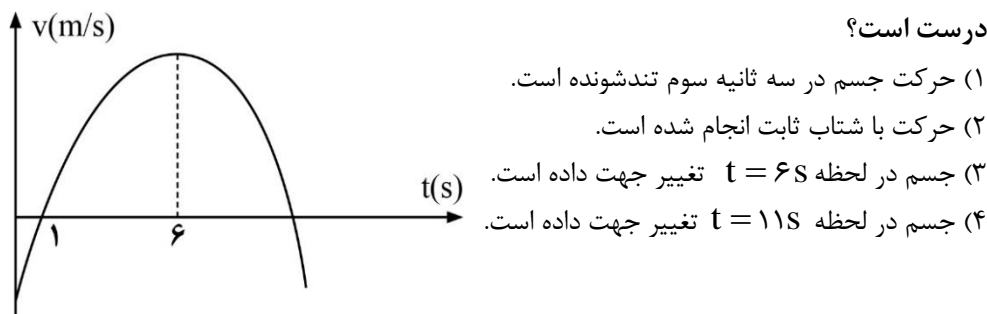 درست است؟
۱) حرکت جسم در سه ثانیه سوم تندشونده است.
۲) حرکت با شتاب ثابت انجام شده است.
۳) جسم در لحظه t = ۶s تغییر جهت داده است.
۴) جسم در لحظه t = ۱۱s تغییر جهت داده است.
v(m/s)
t(s)
۱
۶